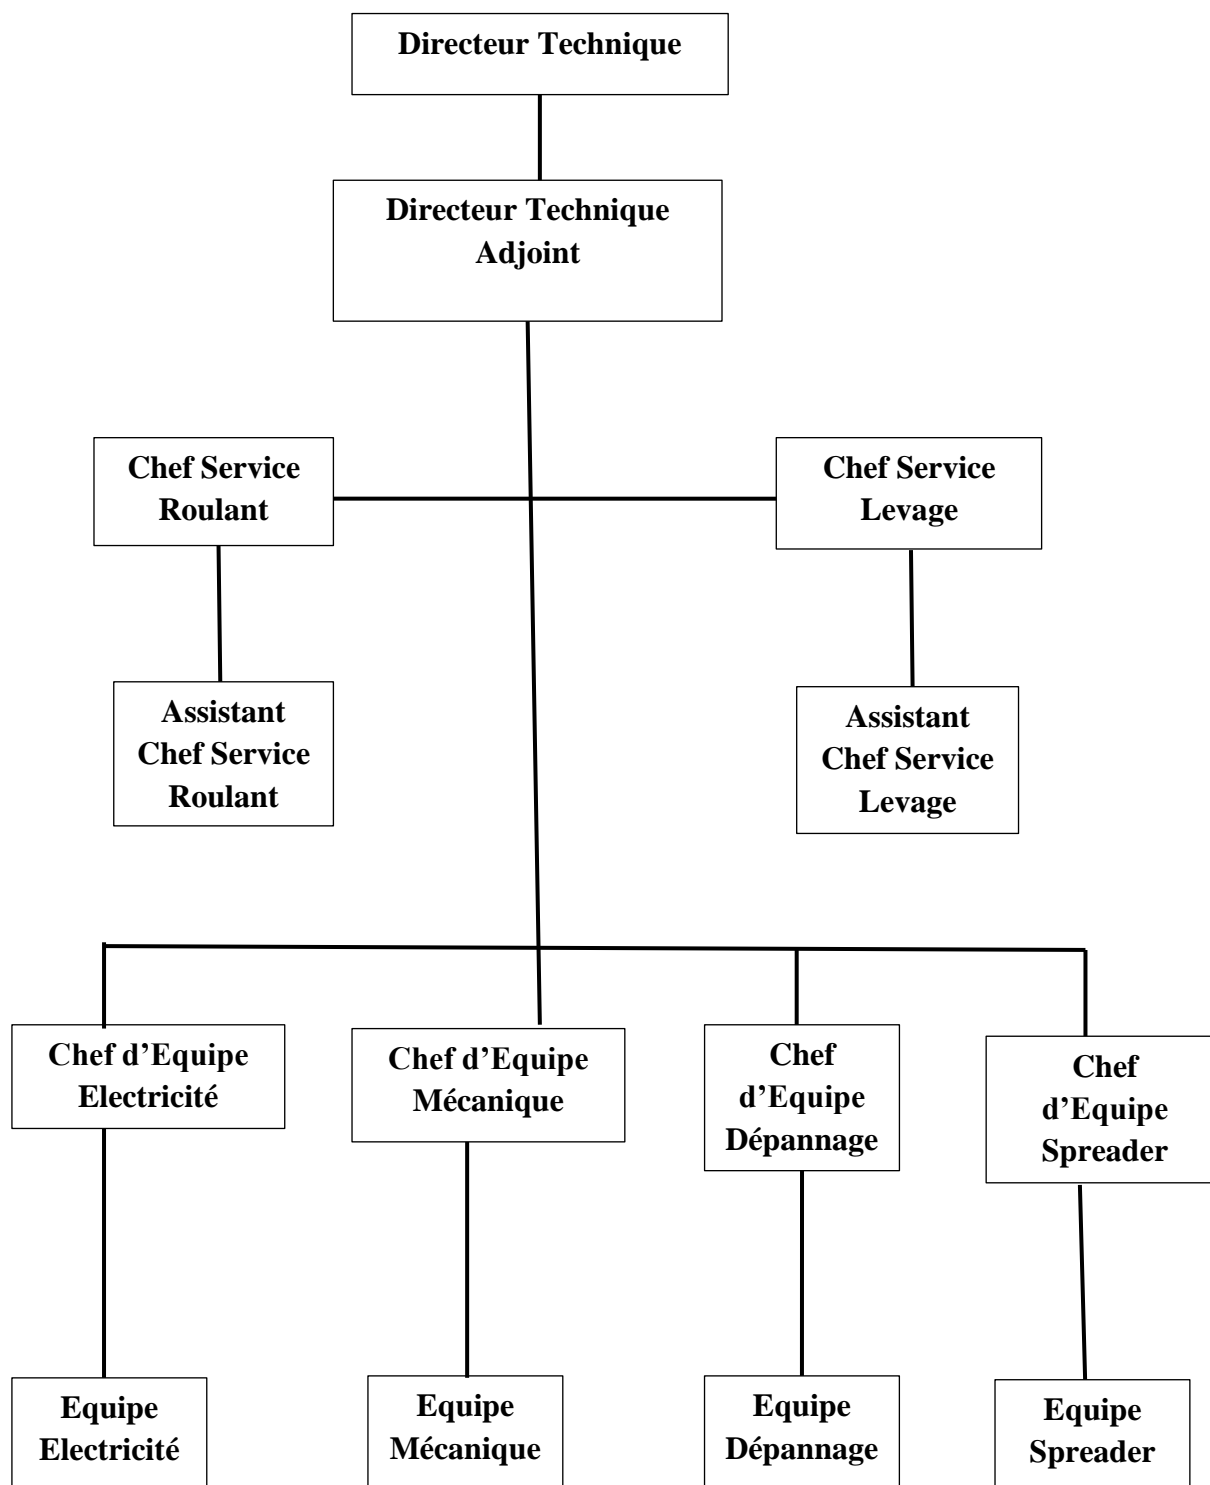 Directeur Technique
Directeur Technique
Adjoint
Chef Service
Roulant
Chef Service
Levage
Assistant
Chef Service
Roulant
Assistant
Chef Service
Levage
Chef d’Equipe
Electricité
Chef d’Equipe
Mécanique
Chef
d’Equipe
Dépannage
Chef
d’Equipe
Spreader
Equipe
Electricité
Equipe
Mécanique
Equipe
Dépannage
Equipe
Spreader